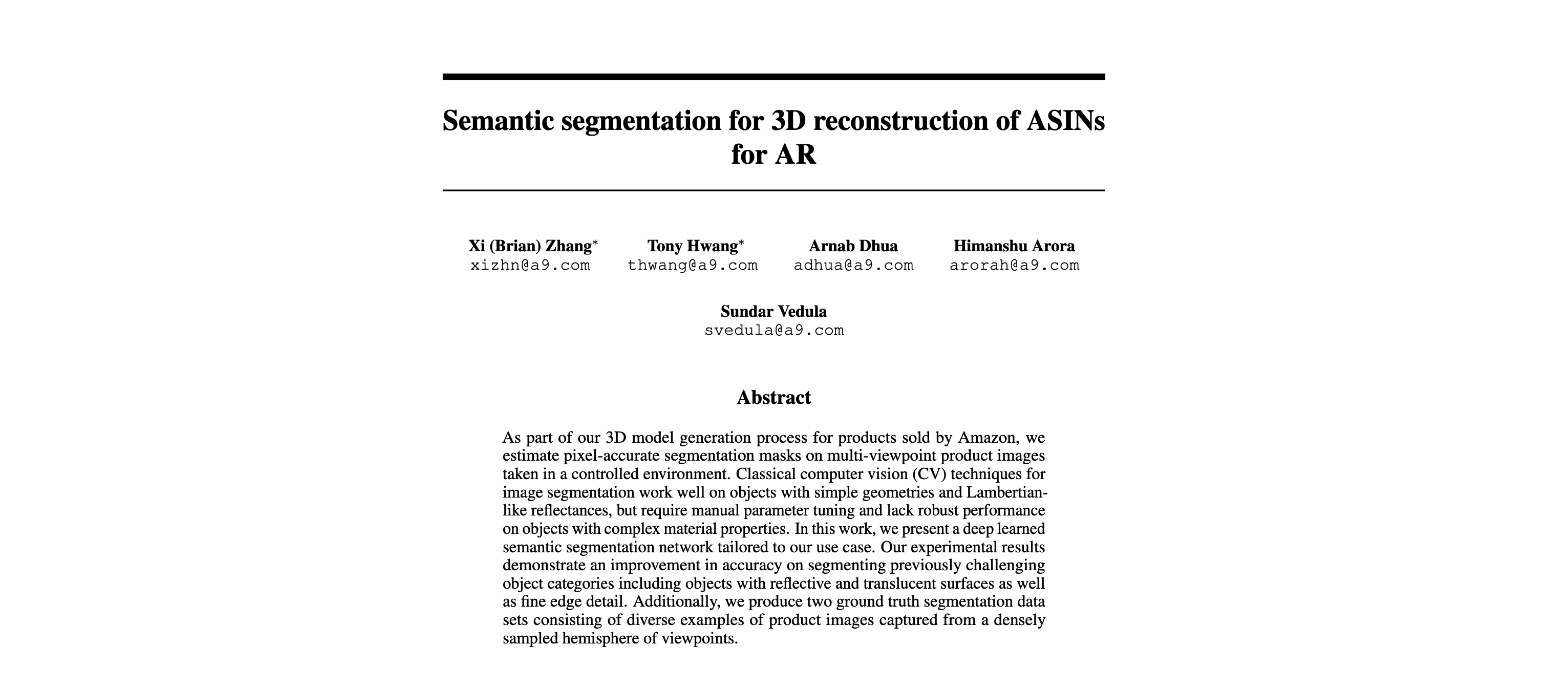 Semantic segmentation for 3D reconstruction of ASINs
for AR
Xi (Brian) Zhang* Tony Hwang* Arnab Dhua Himanshu Arora
xizhn@a9.com thwang@a9.com adhua@a9.com arorah@a9.com
Sundar Vedula
svedula@a9.com
Abstract
As part of our 3D model generation process for products sold by Amazon, we
estimate pixel-accurate segmentation masks on multi-viewpoint product images
taken in a controlled environment. Classical computer vision (CV) techniques for
image segmentation work well on objects with simple geometries and Lambertian-
like reflectances, but require manual parameter tuning and lack robust performance
on objects with complex material properties. In this work, we present a deep learned
semantic segmentation network tailored to our use case. Our experimental results
demonstrate an improvement in accuracy on segmenting previously challenging
object categories including objects with reflective and translucent surfaces as well
as fine edge detail. Additionally, we produce two ground truth segmentation data
sets consisting of diverse examples of product images captured from a densely
sampled hemisphere of viewpoints.